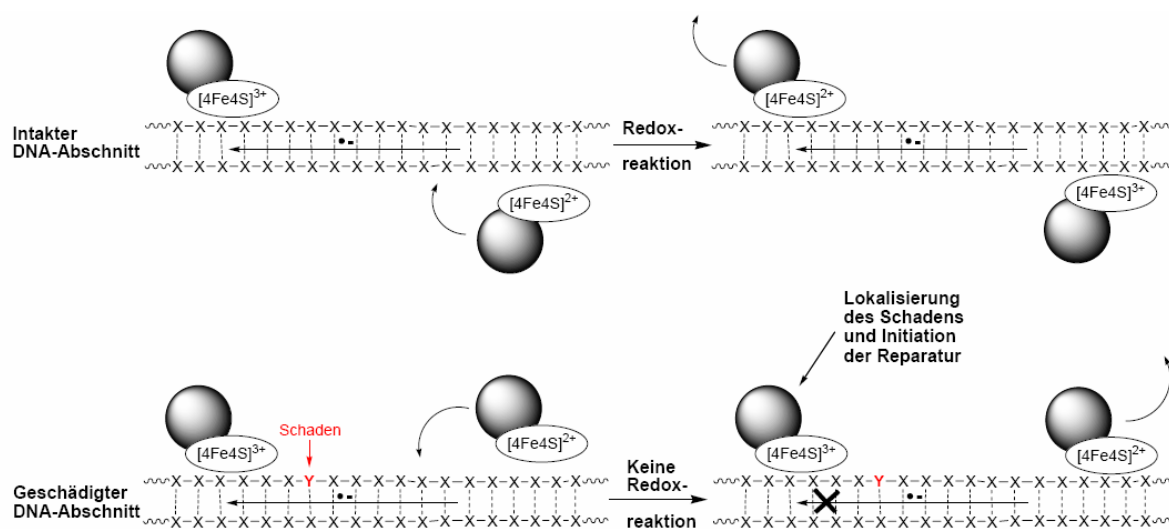 [4Fe4S]3+
[4Fe4S]2+
Intakter
DNA-Abschnitt
X-X-X-X-X-X-X-X-X-X-X-X-X-X-X-X-X-X-X
•-
X-X-X-X-X-X-X-X-X-X-X-X-X-X-X-X-X-X-X
[4Fe4S]2+
Redox-
reaktion
X-X-X-X-X-X-X-X-X-X-X-X-X-X-X-X-X-X-X
•-
X-X-X-X-X-X-X-X-X-X-X-X-X-X-X-X-X-X-X
[4Fe4S]3+
Lokalisierung
des Schadens
und Initiation
der Reparatur
[4Fe4S]3+
Schaden
[4Fe4S]2+
Geschädigter
DNA-Abschnitt
X-X-X-X-X-X-Y-X-X-X-X-X-X-X-X-X-X-X-X
•-
X-X-X-X-X-X-X-X-X-X-X-X-X-X-X-X-X-X-X
Keine
Redox-
reaktion
[4Fe4S]3+
[4Fe4S]2+
X-X-X-X-X-X-Y-X-X-X-X-X-X-X-X-X-X-X-X
•-
X-X-X-X-X-X-X-X-X-X-X-X-X-X-X-X-X-X-X